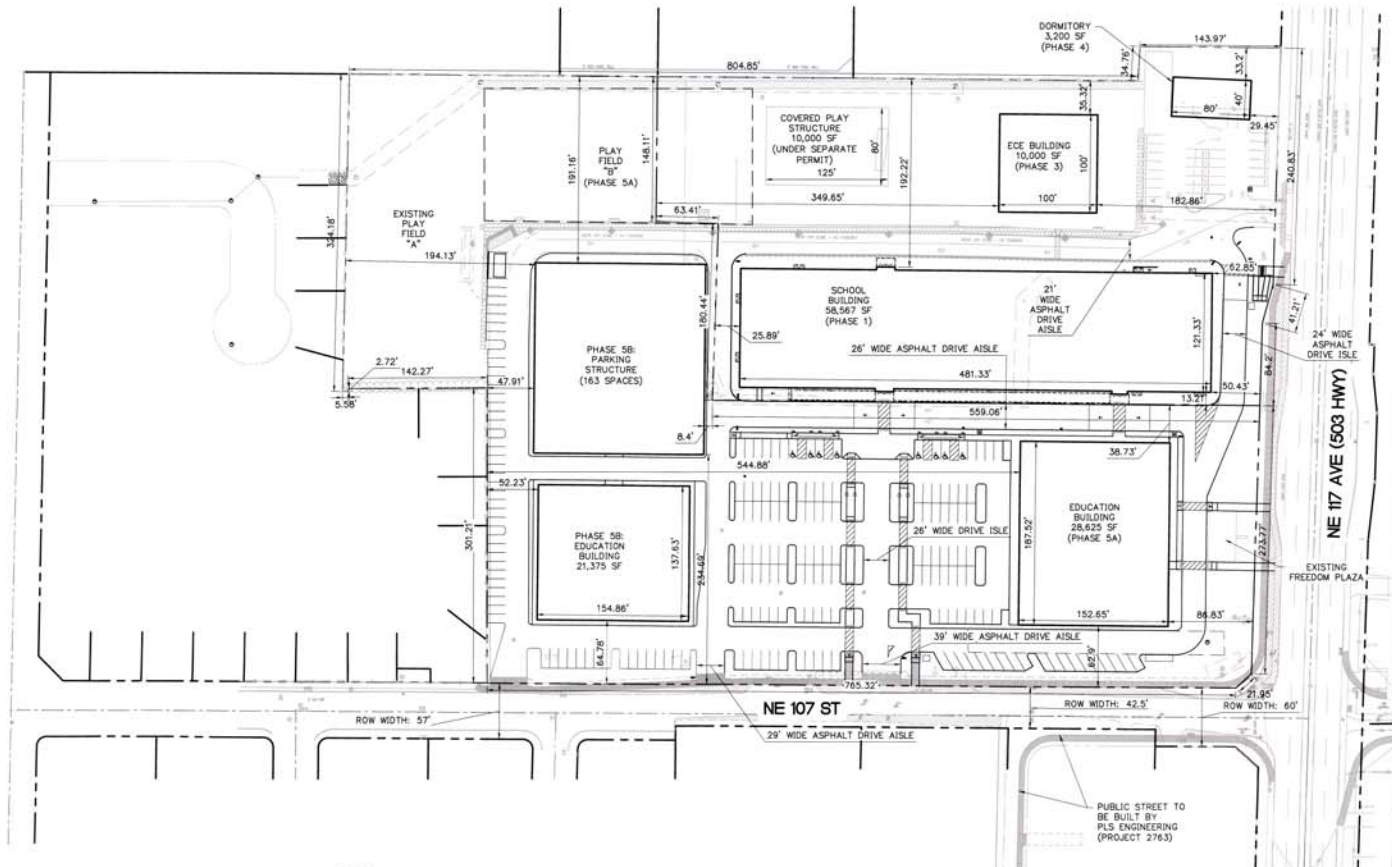 DORMITORY
3,200 SF
(PHASE 4)
143.97'
34.76'
33.2'
804.85'
35.32'
80'
40'
29.45'
COVERED PLAY
STRUCTURE
10,000 SF
(UNDER SEPARATE
PERMIT)
80'
125'
ECE BUILDING
10,000 SF
(PHASE 3)
100'
100'
PLAY
FIELD
"B"
(PHASE 5A)
191.16'
148.11'
192.22'
240.83'
349.65'
182.86'
63.41'
EXISTING
PLAY
FIELD
"A"
324.18'
194.13'
62.85'
SCHOOL
BUILDING
58,567 SF
(PHASE 1)
21'
WIDE
ASPHALT
DRIVE
AISLE
41.21'
180.44'
25.89'
121.33'
24' WIDE
ASPHALT
DRIVE ISLE
26' WIDE ASPHALT DRIVE AISLE
PHASE 5B:
PARKING
STRUCTURE
(163 SPACES)
84.2'
2.72'
142.27'
47.91'
481.33'
50.43'
13.21'
5.58'
559.06'
8.4'
38.73'
544.88'
52.23'
NE 117 AVE (503 HWY)
EDUCATION
BUILDING
28,625 SF
(PHASE 5A)
187.52'
301.21'
PHASE 5B:
EDUCATION
BUILDING
21,375 SF
137.63'
234.69'
26' WIDE DRIVE ISLE
273.77'
EXISTING
FREEDOM PLAZA
154.86'
152.65'
86.83'
39' WIDE ASPHALT DRIVE AISLE
64.78'
62.9'
765.32'
21.95'
NE 107 ST
ROW WIDTH: 57'
ROW WIDTH: 42.5'
ROW WIDTH: 60'
29' WIDE ASPHALT DRIVE AISLE
PUBLIC STREET TO
BE BUILT BY
PLS ENGINEERING
(PROJECT 2763)